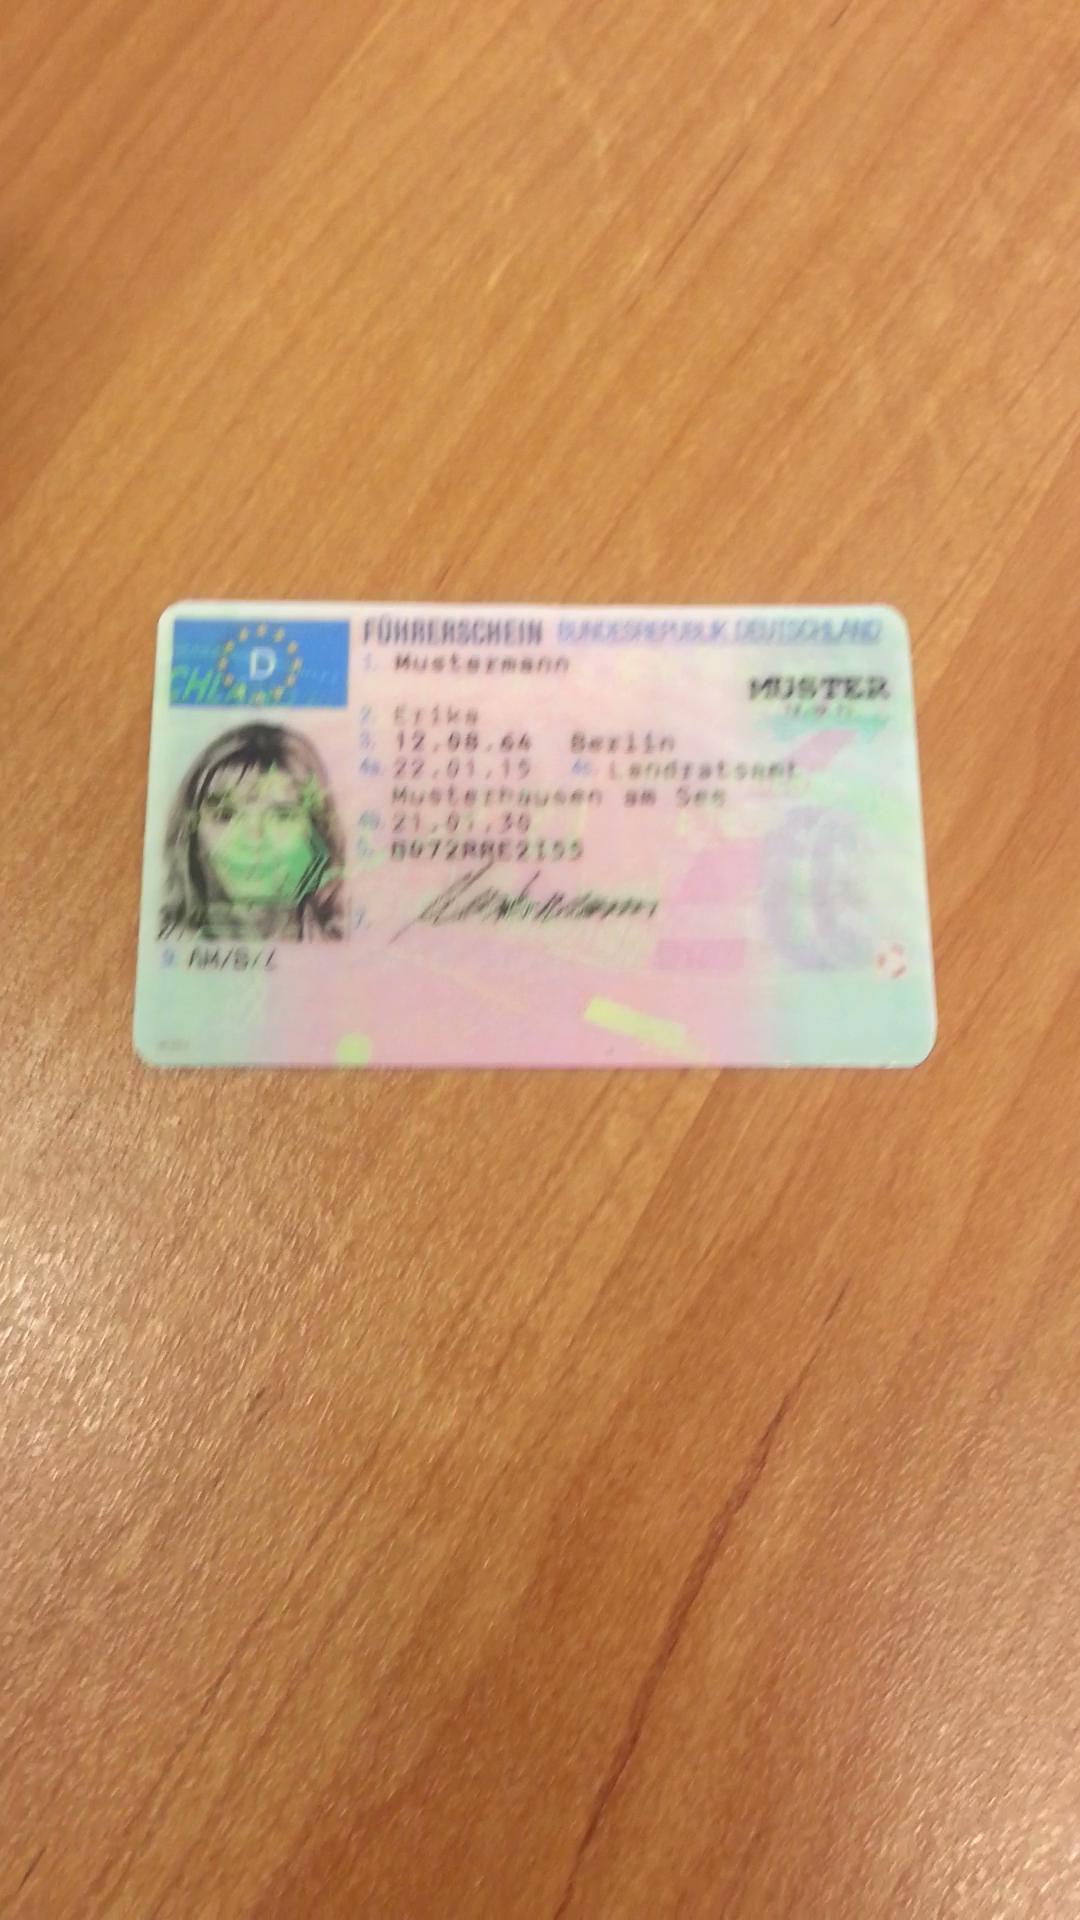 FÜHRERSCHEIN BUNDESREPUBLIK DEUTSCHLAND
D
1. Mustermann
MUSTER
2. Erika
3. 12.08.64 Berlin
4a. 22.01.15 4c. Landratsamt
Musterhausen am See
4b. 21.01.30
5. B072RRE2I55
7.
9. AM/B/L